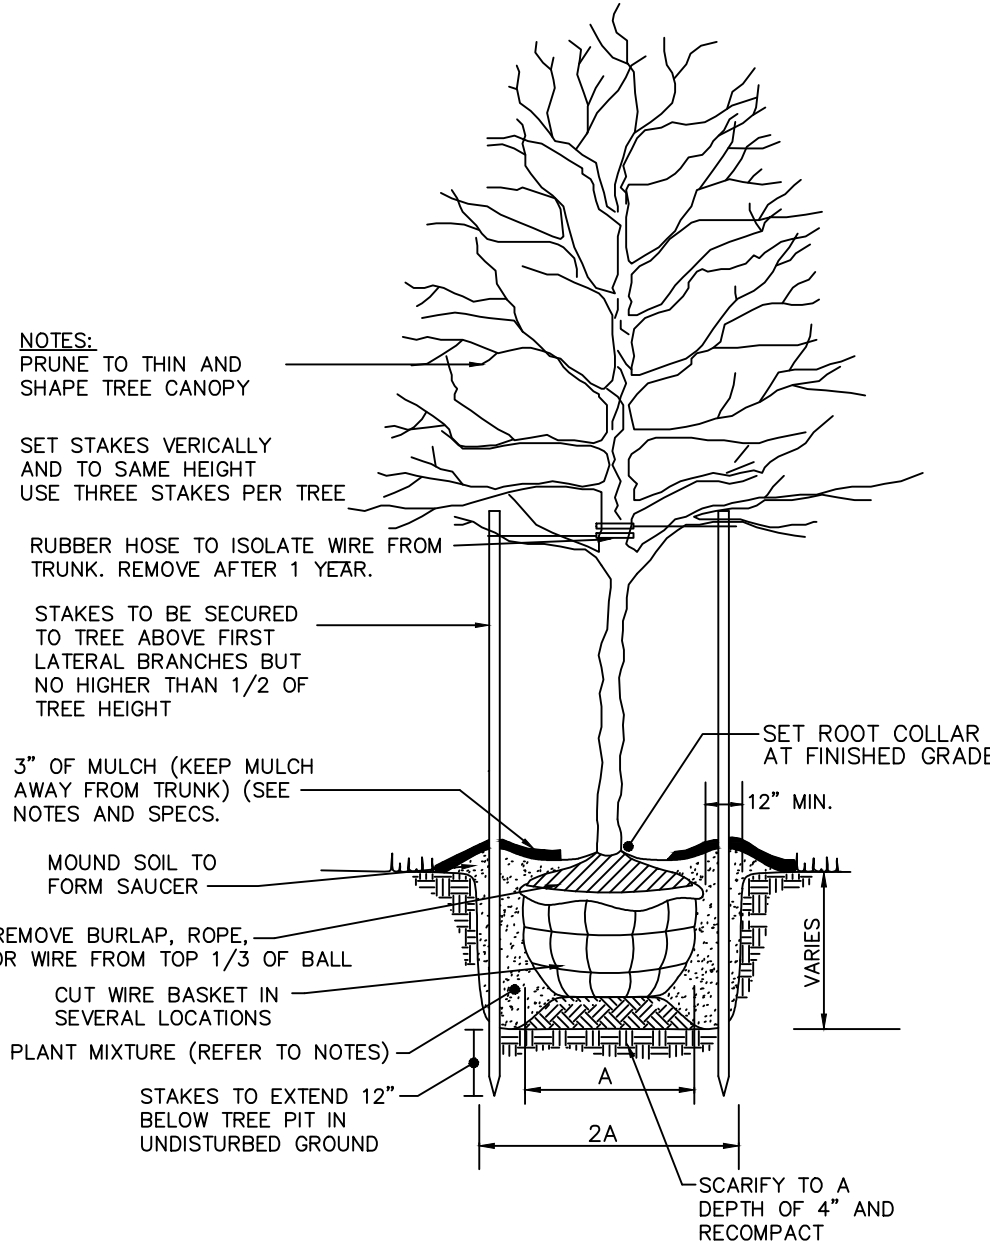 NOTES:
PRUNE TO THIN AND
SHAPE TREE CANOPY
SET STAKES VERICALLY
AND TO SAME HEIGHT
USE THREE STAKES PER TREE
RUBBER HOSE TO ISOLATE WIRE FROM
TRUNK. REMOVE AFTER 1 YEAR.
STAKES TO BE SECURED
TO TREE ABOVE FIRST
LATERAL BRANCHES BUT
NO HIGHER THAN 1/2 OF
TREE HEIGHT
SET ROOT COLLAR
AT FINISHED GRADE
3" OF MULCH (KEEP MULCH
AWAY FROM TRUNK) (SEE
NOTES AND SPECS.
12" MIN.
MOUND SOIL TO
FORM SAUCER
REMOVE BURLAP, ROPE,
OR WIRE FROM TOP 1/3 OF BALL
VARIES
CUT WIRE BASKET IN
SEVERAL LOCATIONS
PLANT MIXTURE (REFER TO NOTES)
STAKES TO EXTEND 12"
BELOW TREE PIT IN
UNDISTURBED GROUND
A
2A
SCARIFY TO A
DEPTH OF 4" AND
RECOMPACT